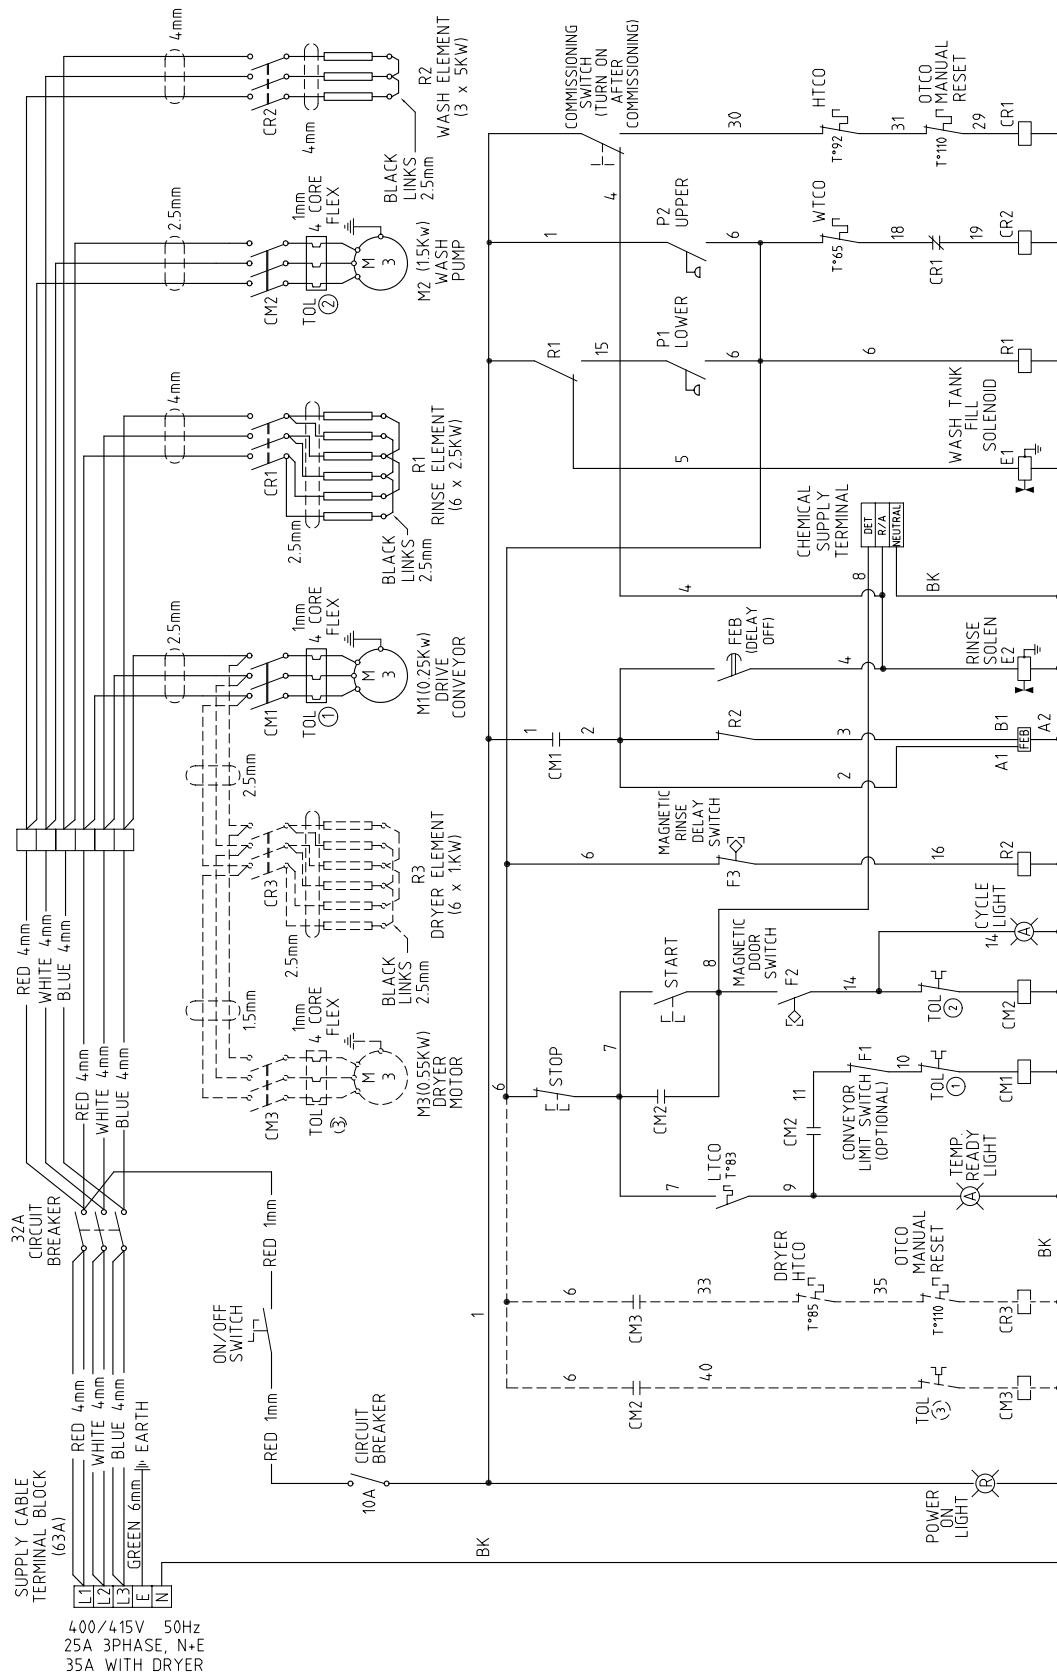 400/415V 50Hz
25A 3PHASE, N+E
35A WITH DRYER
SUPPLY CABLE
TERMINAL BLOCK
(63A)
L1
L2
L3
E
N
RED 4mm
WHITE 4mm
BLUE 4mm
GREEN 6mm
EARTH
32A
CIRCUIT
BREAKER
RED 4mm
WHITE 4mm
BLUE 4mm
RED 4mm
WHITE 4mm
BLUE 4mm
RED 1mm
ON/OFF
SWITCH
RED 1mm
10A
CIRCUIT
BREAKER
BK
1
1.5mm
CM3
TOL
3
1mm
4 CORE
FLEX
M
3
M3(0.55KW)
DRYER
MOTOR
2.5mm
CR3
2.5mm
BLACK
LINKS
2.5mm
R3
DRYER ELEMENT
(6 x 1KW)
2.5mm
CM1
TOL
1
1mm
4 CORE
FLEX
M
3
M1(0.25Kw)
DRIVE
CONVEYOR
4mm
CR1
2.5mm
BLACK
LINKS
2.5mm
R1
RINSE ELEMENT
(6 x 2.5KW)
2.5mm
CM2
TOL
2
1mm
4 CORE
FLEX
M
3
M2 (1.5Kw)
WASH
PUMP
4mm
CR2
4mm
BLACK
LINKS
2.5mm
R2
WASH ELEMENT
(3 x 5KW)
POWER
ON
LIGHT
R
6
CM2
40
TOL
3
CM3
6
CM3
33
DRYER
HTCO
T°85
35
OTCO
MANUAL
RESET
T°110
CR3
BK
6
STOP
7
LTCO
T°83
9
TEMP.
READY
LIGHT
A
CM2
CM2
11
CONVEYOR
LIMIT SWITCH
(OPTIONAL)
F1
10
TOL
1
CM1
7
START
8
MAGNETIC
DOOR
SWITCH
F2
14
TOL
2
CM2
14
CYCLE
LIGHT
A
6
MAGNETIC
RINSE
DELAY
SWITCH
F3
16
R2
1
CM1
2
2
R2
3
A1
B1
FEB
A2
FEB
(DELAY
OFF)
4
RINSE
SOLEN
E2
4
8
CHEMICAL
SUPPLY
TERMINAL
DET
R/A
NEUTRAL
BK
R1
15
5
P1
LOWER
6
6
R1
WASH TANK
FILL
SOLENOID
E1
1
P2
UPPER
6
WTCO
T°65
18
CR1
19
CR2
COMMISSIONING
SWITCH
(TURN ON
AFTER
COMMISSIONING)
4
30
HTCO
T°92
31
OTCO
MANUAL
RESET
T°110
29
CR1